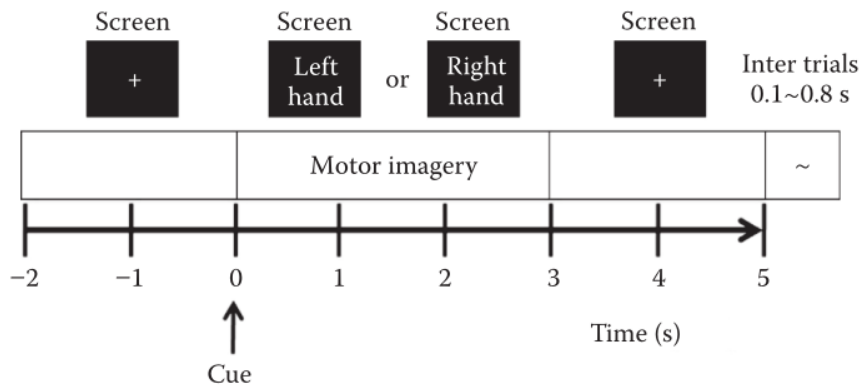 Screen
Screen
Screen
Screen
+
Left
hand
or
Right
hand
+
Inter trials
0.1~0.8 s
Motor imagery
~
−2 −1 0 1 2 3 4 5
Time (s)
Cue